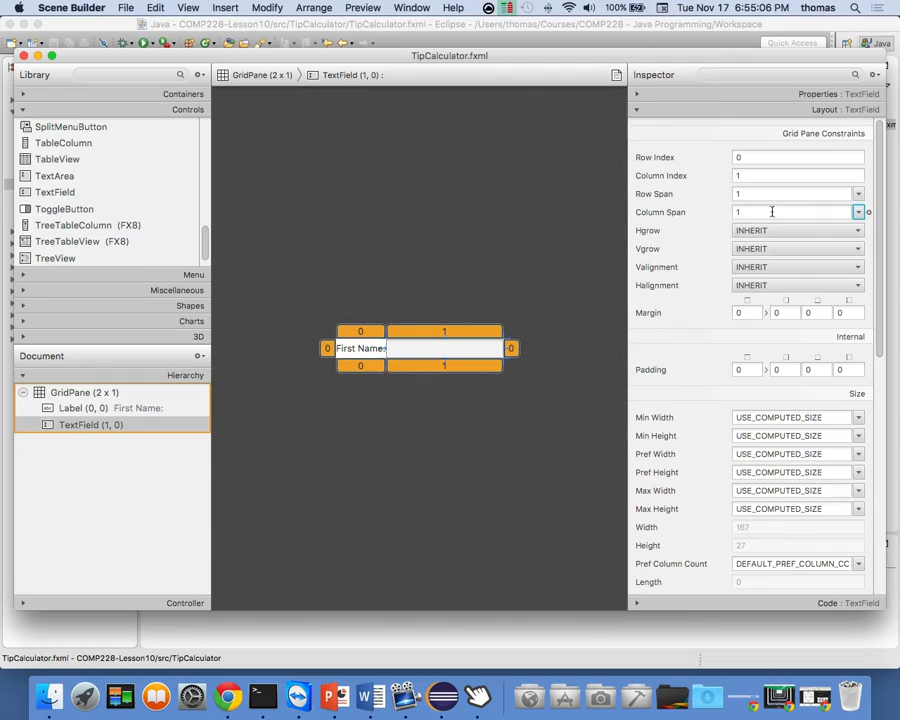 Scene Builder File Edit View Insert Modify Arrange Preview Window Help 100% Tue Nov 17 6:55:06 PM thomas
Java - COMP228-Lesson10/src/TipCalculator/TipCalculator.fxml - Eclipse - /Users/thomas/Courses/COMP228 - Java Programming/Workspace
Quick Access Java
TipCalculator.fxml
Library GridPane (2 x 1) TextField (1, 0) : Inspector
Containers
Controls
SplitMenuButton
TableColumn
TableView
TextArea
TextField
ToggleButton
TreeTableColumn (FX8)
TreeTableView (FX8)
TreeView
Menu
Miscellaneous
Shapes
Charts
3D
Document
Hierarchy
GridPane (2 x 1)
Label (0, 0) First Name:
TextField (1, 0)
Controller
0 1
0 First Name: 0
0 1
Properties : TextField
Layout : TextField
Grid Pane Constraints
Row Index 0
Column Index 1
Row Span 1
Column Span 1
Hgrow INHERIT
Vgrow INHERIT
Valignment INHERIT
Halignment INHERIT
Margin 0 0 0 0
Internal
Padding 0 0 0 0
Size
Min Width USE_COMPUTED_SIZE
Min Height USE_COMPUTED_SIZE
Pref Width USE_COMPUTED_SIZE
Pref Height USE_COMPUTED_SIZE
Max Width USE_COMPUTED_SIZE
Max Height USE_COMPUTED_SIZE
Width 167
Height 27
Pref Column Count DEFAULT_PREF_COLUMN_CO
Length 0
Code : TextField
TipCalculator.fxml - COMP228-Lesson10/src/TipCalculator